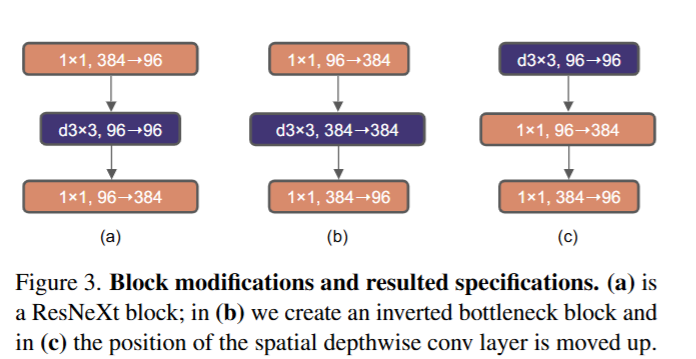 1×1, 384→96
d3×3, 96→96
1×1, 96→384
(a)
1×1, 96→384
d3×3, 384→384
1×1, 384→96
(b)
d3×3, 96→96
1×1, 96→384
1×1, 384→96
(c)
Figure 3. Block modifications and resulted specifications. (a) is
a ResNeXt block; in (b) we create an inverted bottleneck block and
in (c) the position of the spatial depthwise conv layer is moved up.